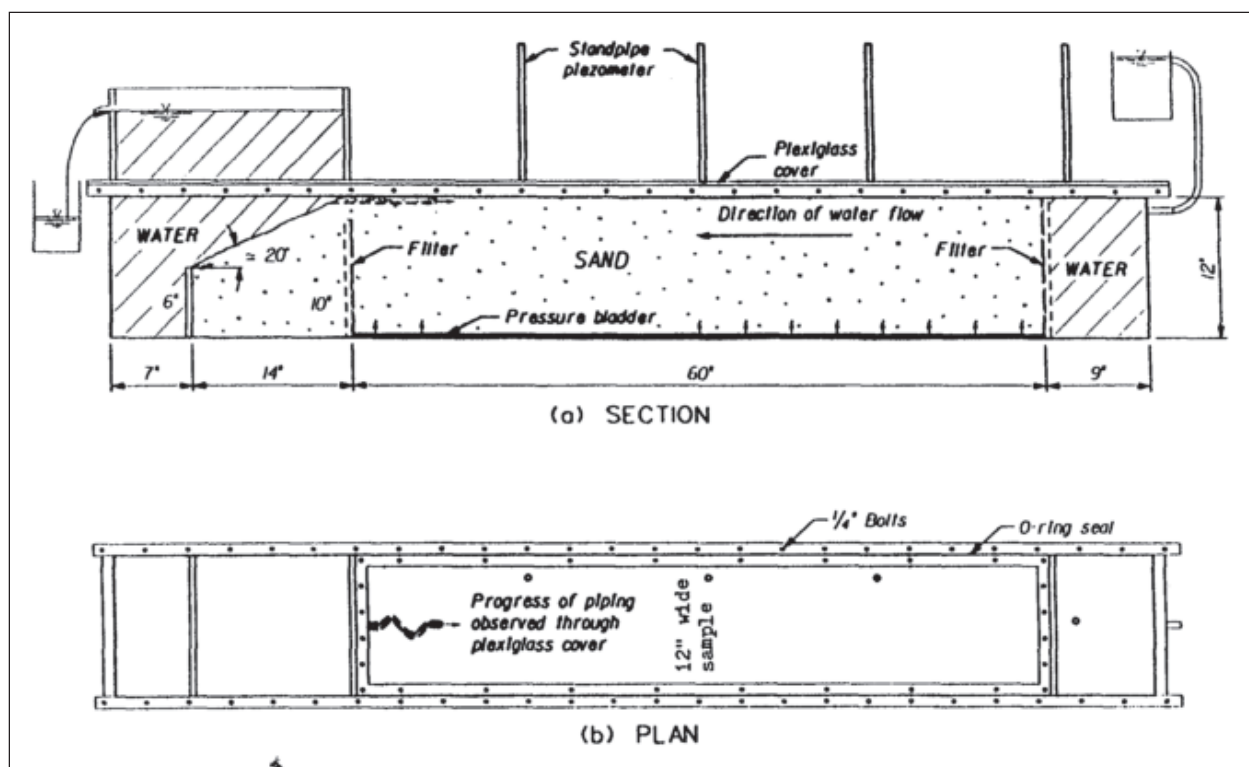 Standpipe
piezometer
Plexiglass
cover
Direction of water flow
WATER
≃ 20°
Filter
SAND
Filter
WATER
12"
6"
10"
Pressure bladder
7"
14"
60"
9"
(a) SECTION
1/4" Bolts
O-ring seal
Progress of piping
observed through
plexiglass cover
12" wide
sample
(b) PLAN